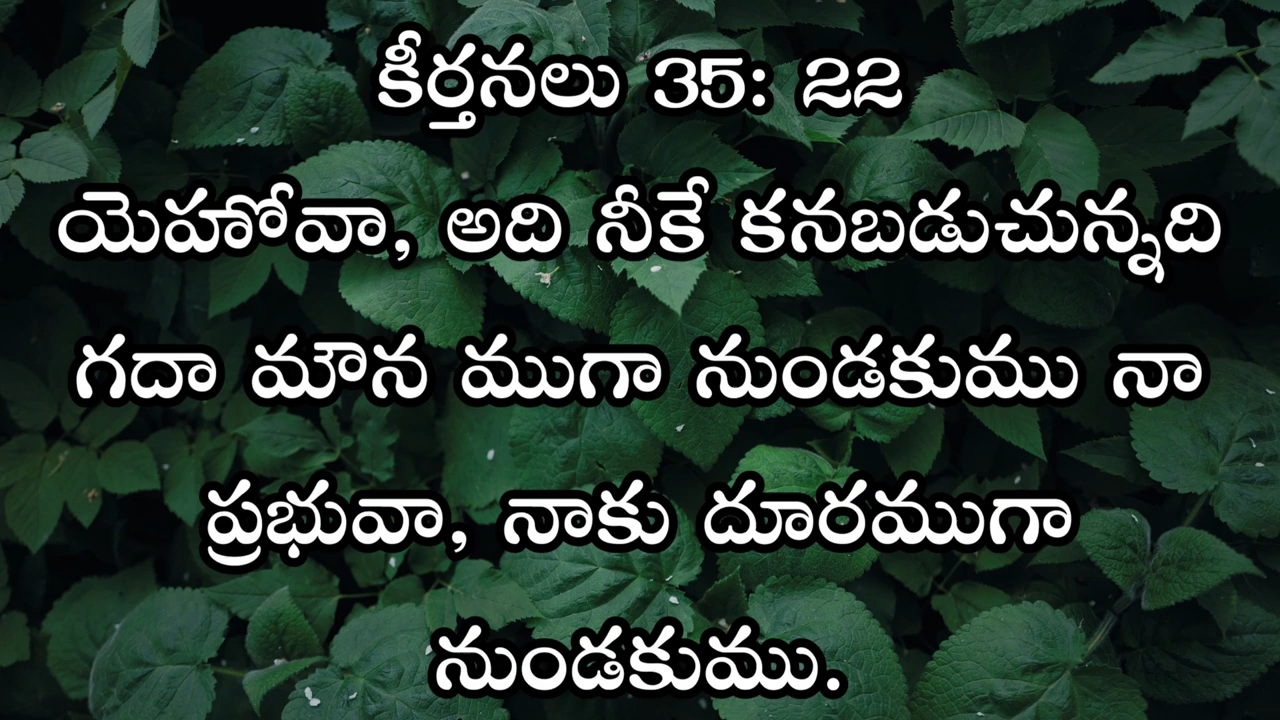 కీర్తనలు 35: 22
యెహోవా, అది నీకే కనబడుచున్నది
గదా మౌన ముగా నుండకుము నా
ప్రభువా, నాకు దూరముగా
నుండకుము.